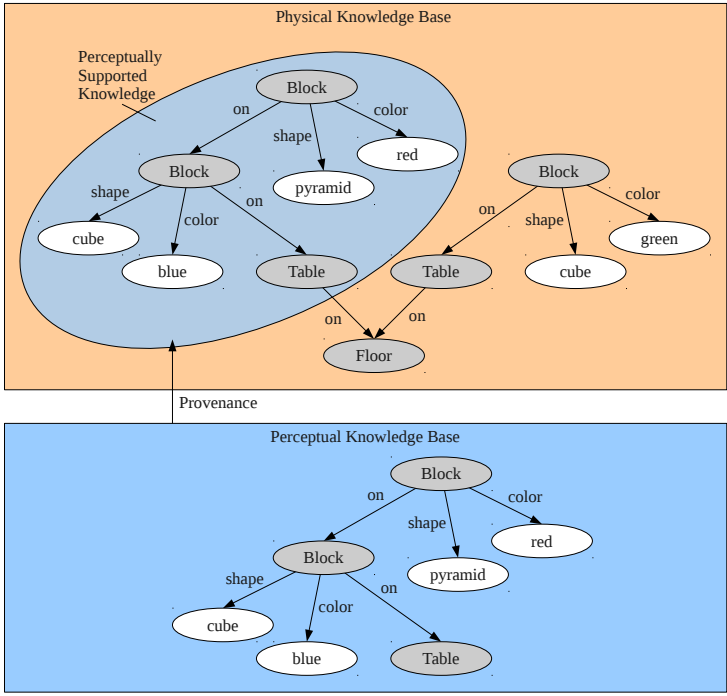 Physical Knowledge Base
Perceptually
Supported
Knowledge
Block
on
shape
color
red
pyramid
Block
shape
color
on
cube
blue
Table
on
Block
on
shape
color
green
cube
Table
on
Floor
Provenance
Perceptual Knowledge Base
Block
on
shape
color
red
pyramid
Block
shape
color
on
cube
blue
Table